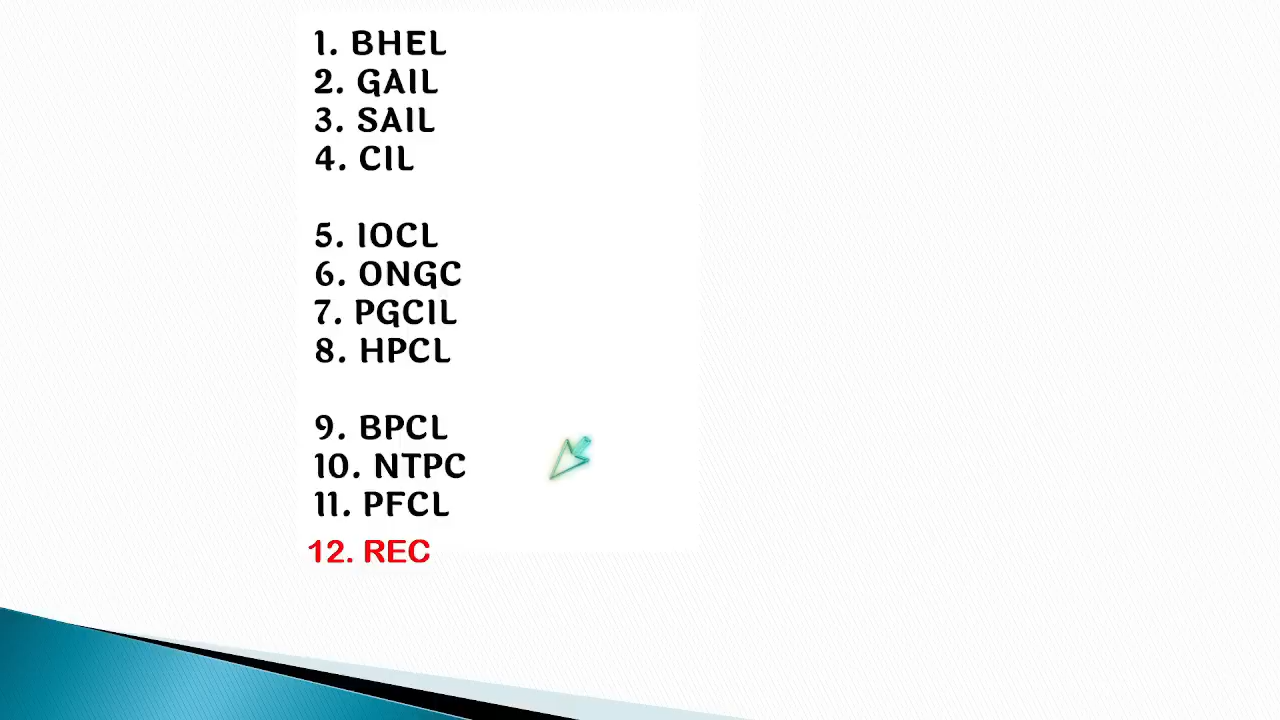 1. BHEL
2. GAIL
3. SAIL
4. CIL
5. IOCL
6. ONGC
7. PGCIL
8. HPCL
9. BPCL
10. NTPC
11. PFCL
12. REC